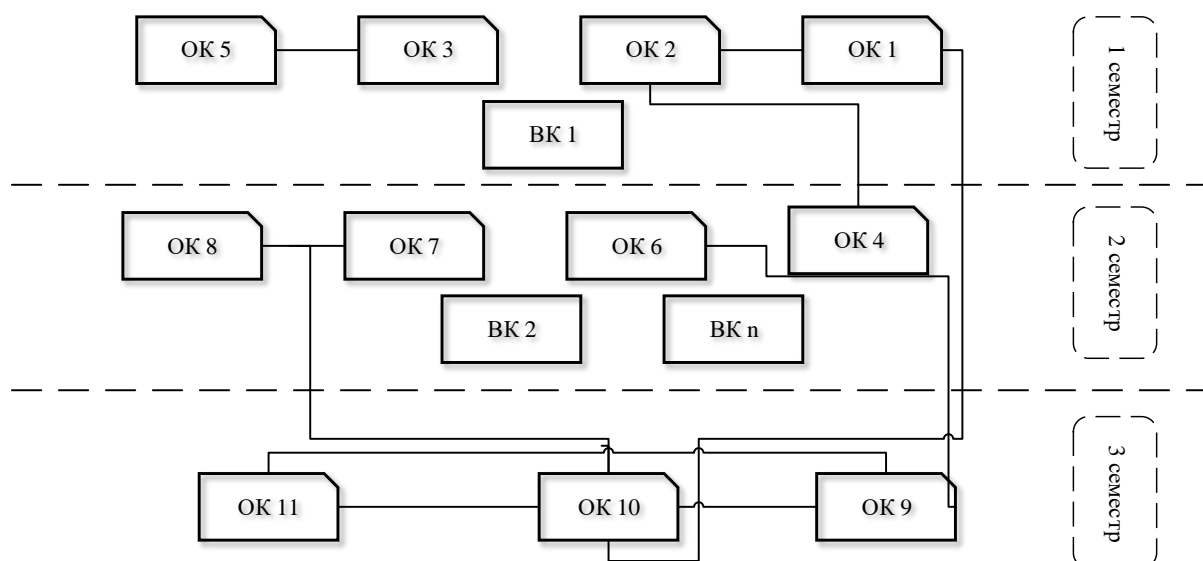 ОК 5
ОК 3
ОК 2
ОК 1
ВК 1
1 семестр
ОК 8
ОК 7
ОК 6
ОК 4
ВК 2
ВК n
2 семестр
ОК 11
ОК 10
ОК 9
3 семестр